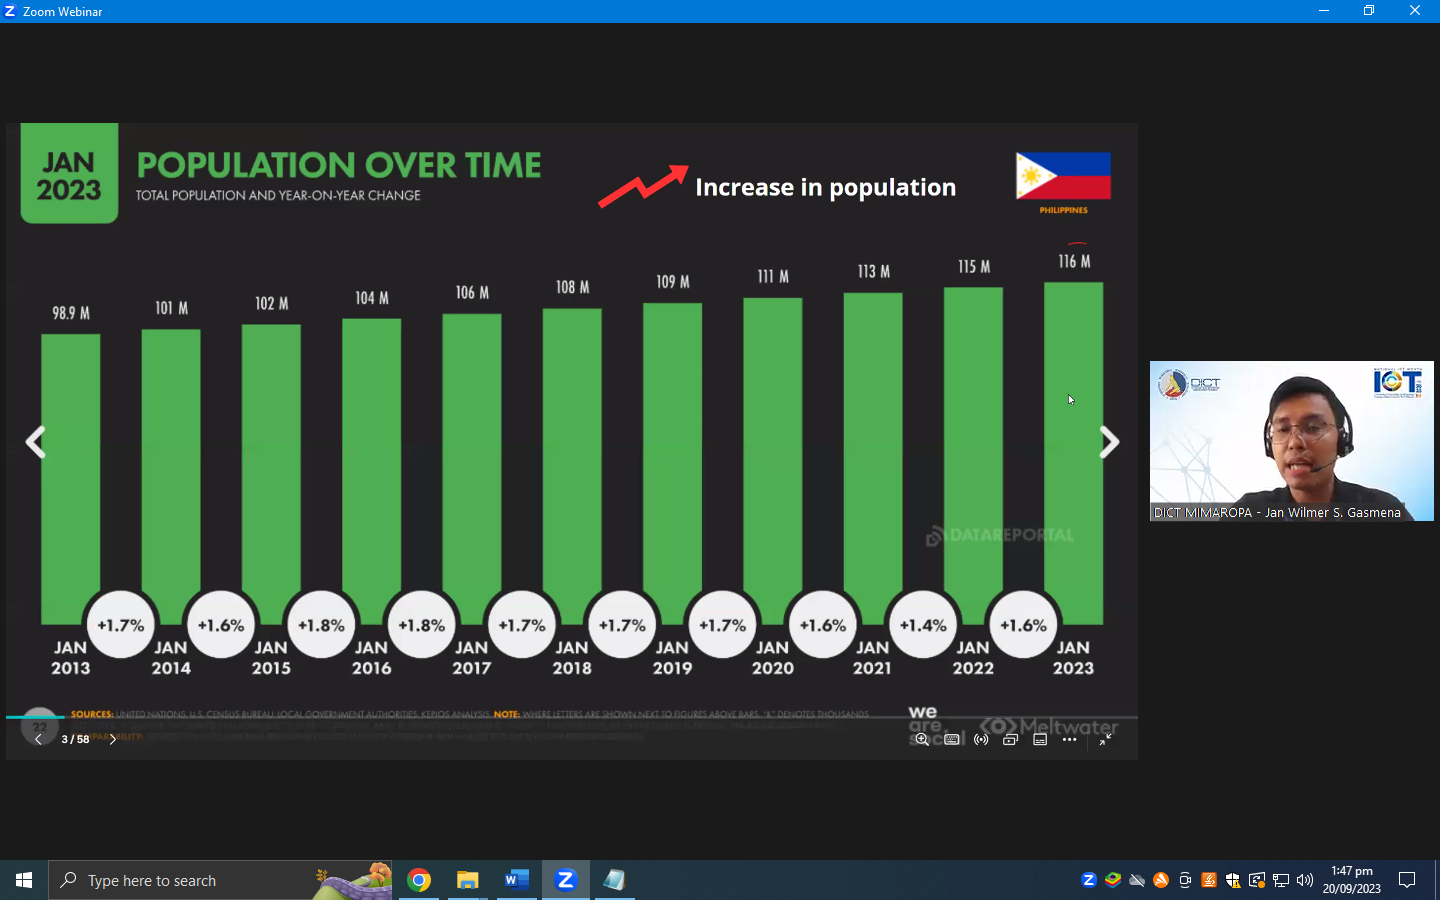 Zoom Webinar
JAN
2023
POPULATION OVER TIME
TOTAL POPULATION AND YEAR-ON-YEAR CHANGE
Increase in population
PHILIPPINES
98.9 M
101 M
102 M
104 M
106 M
108 M
109 M
111 M
113 M
115 M
116 M
DATAREPORTAL
+1.7%
+1.6%
+1.8%
+1.8%
+1.7%
+1.7%
+1.7%
+1.6%
+1.4%
+1.6%
JAN
2013
JAN
2014
JAN
2015
JAN
2016
JAN
2017
JAN
2018
JAN
2019
JAN
2020
JAN
2021
JAN
2022
JAN
2023
22
SOURCES: UNITED NATIONS; U.S. CENSUS BUREAU; LOCAL GOVERNMENT AUTHORITIES; KEPIOS ANALYSIS. NOTE: WHERE LETTERS ARE SHOWN NEXT TO FIGURES ABOVE BARS, "K" DENOTES THOUSANDS
we
are
social
Meltwater
3 / 58
DICT
DICT MIMAROPA - Jan Wilmer S. Gasmena
Type here to search
1:47 pm
20/09/2023